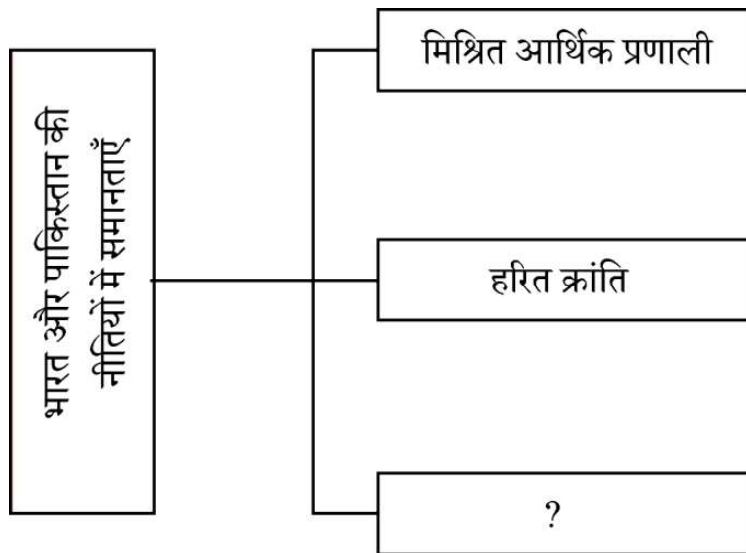 भारत और पाकिस्तान की
नीतियों में समानताएँ
मिश्रित आर्थिक प्रणाली
हरित क्रांति
?